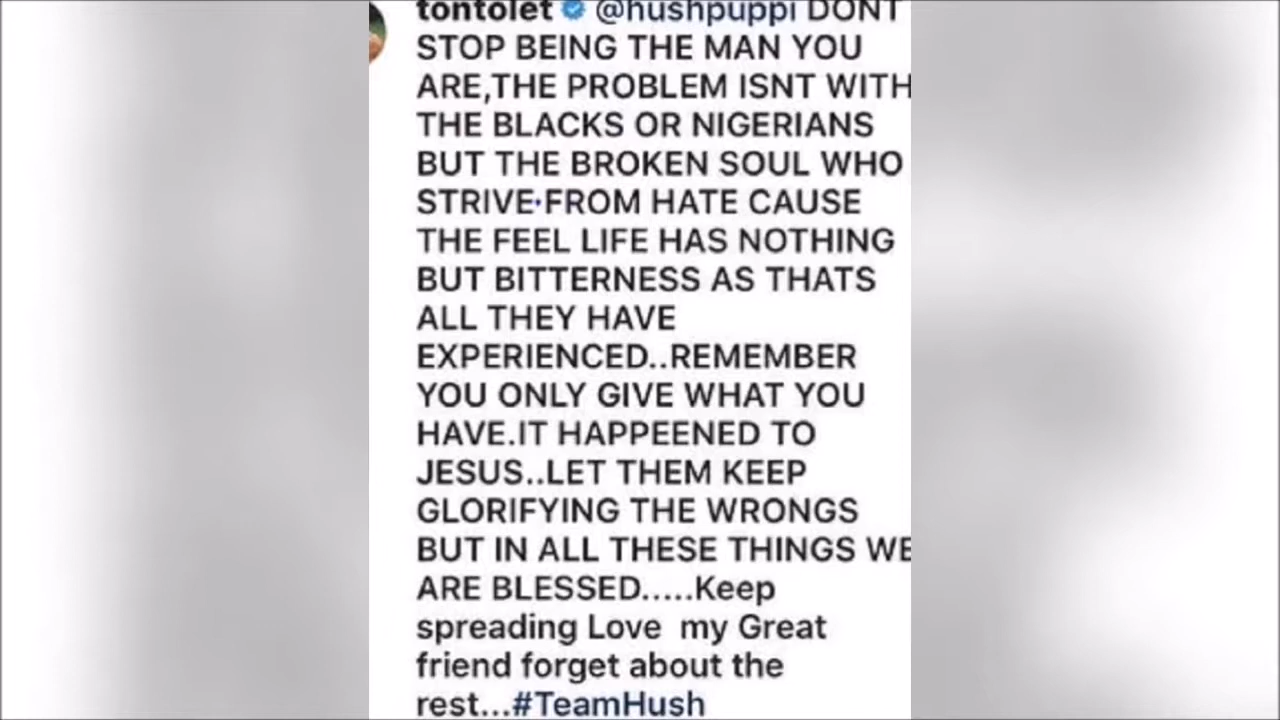 tontolet @hushpuppi DONT
STOP BEING THE MAN YOU
ARE,THE PROBLEM ISNT WITH
THE BLACKS OR NIGERIANS
BUT THE BROKEN SOUL WHO
STRIVE·FROM HATE CAUSE
THE FEEL LIFE HAS NOTHING
BUT BITTERNESS AS THATS
ALL THEY HAVE
EXPERIENCED..REMEMBER
YOU ONLY GIVE WHAT YOU
HAVE.IT HAPPEENED TO
JESUS..LET THEM KEEP
GLORIFYING THE WRONGS
BUT IN ALL THESE THINGS WE
ARE BLESSED.....Keep
spreading Love  my Great
friend forget about the
rest...#TeamHush